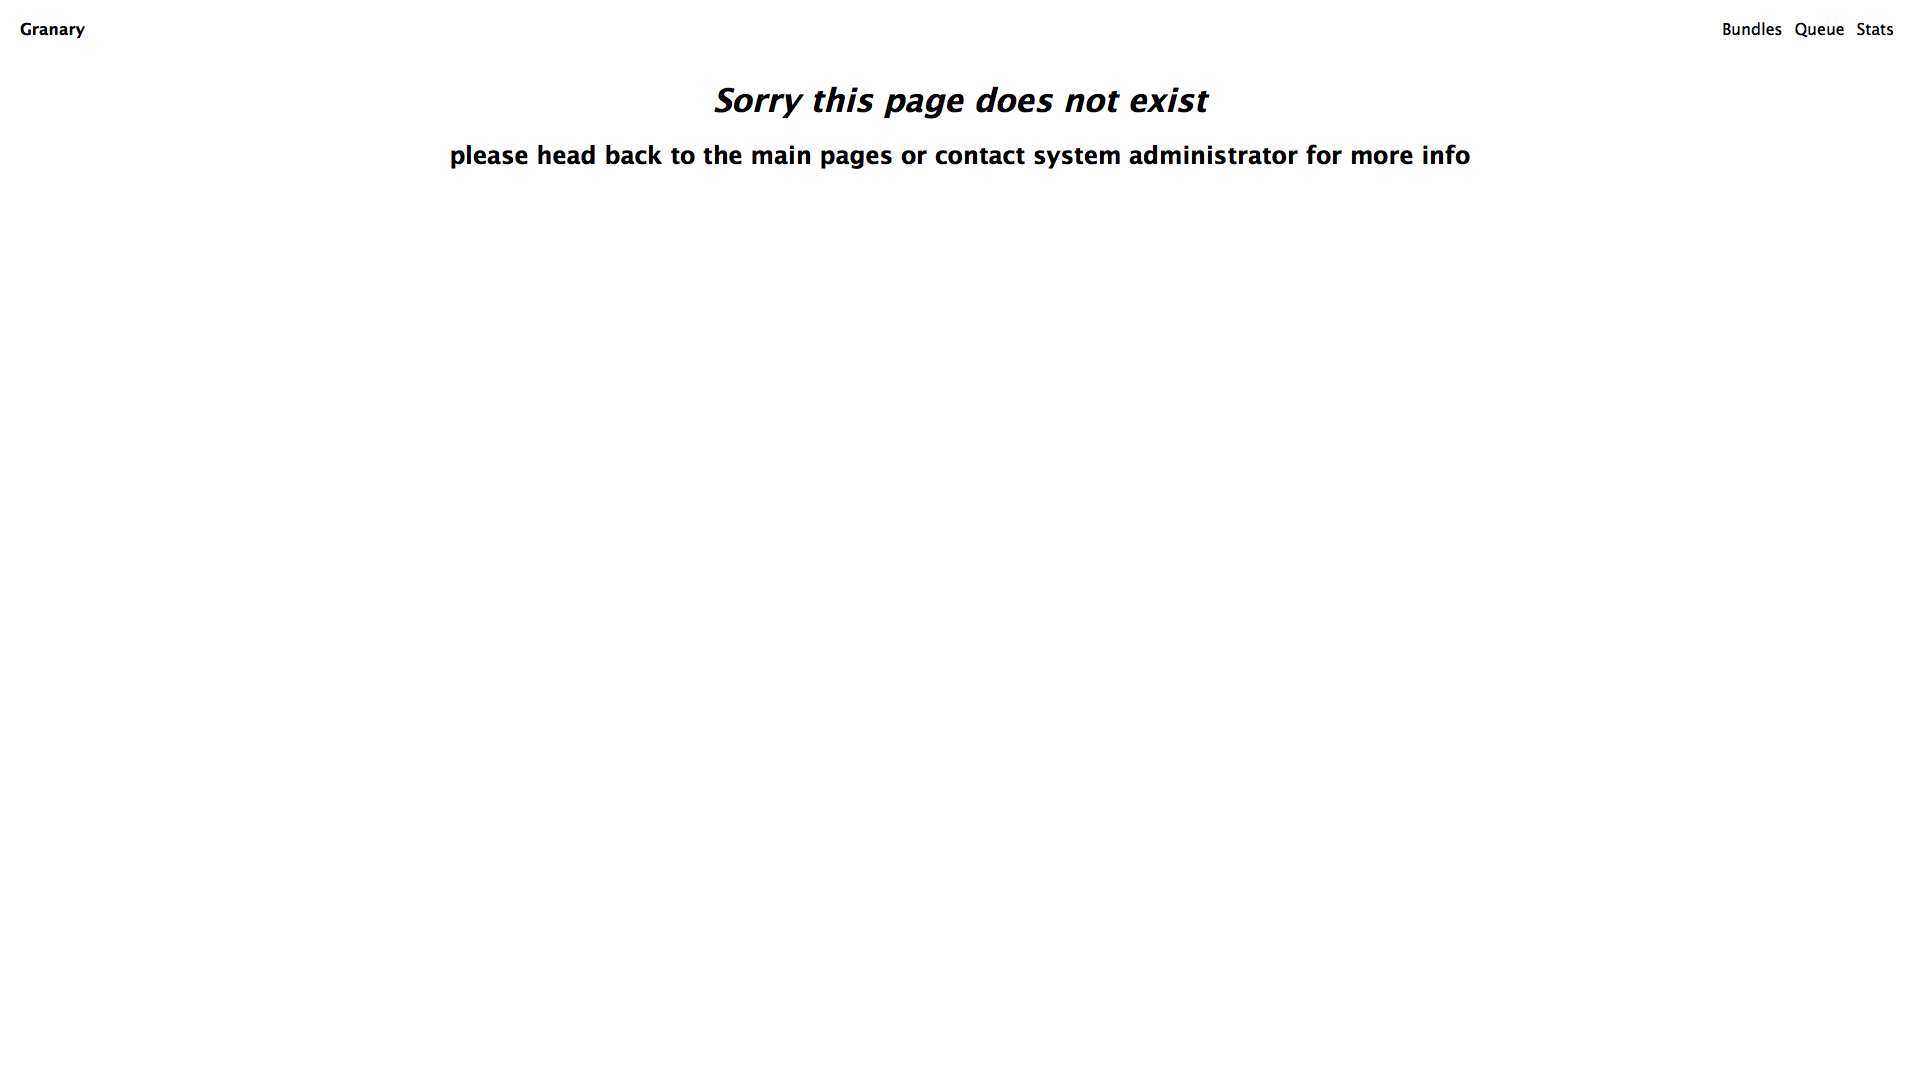 Granary
Bundles Queue Stats
Sorry this page does not exist
please head back to the main pages or contact system administrator for more info